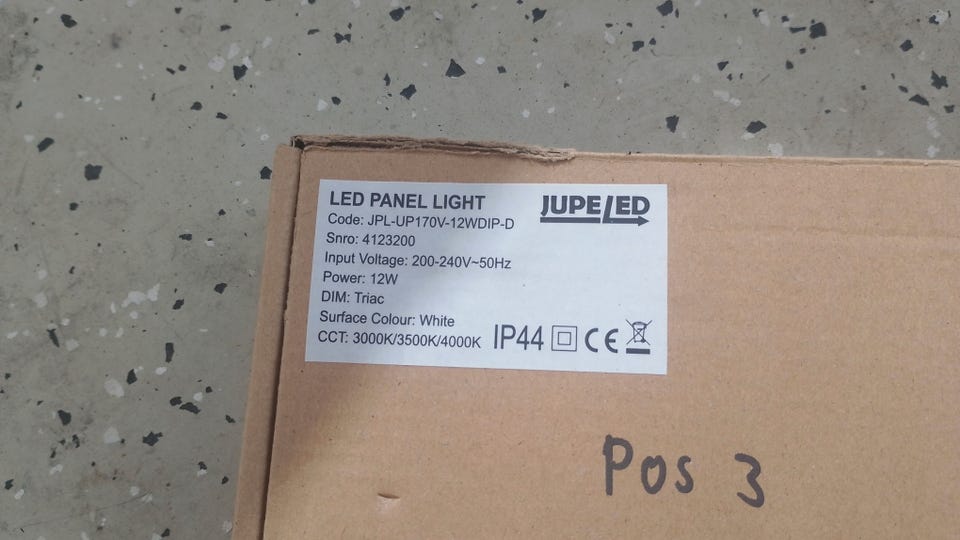 LED PANEL LIGHT
JUPELED
Code: JPL-UP170V-12WDIP-D
Snro: 4123200
Input Voltage: 200-240V~50Hz
Power: 12W
DIM: Triac
Surface Colour: White
CCT: 3000K/3500K/4000K
IP44 CE
Pos 3